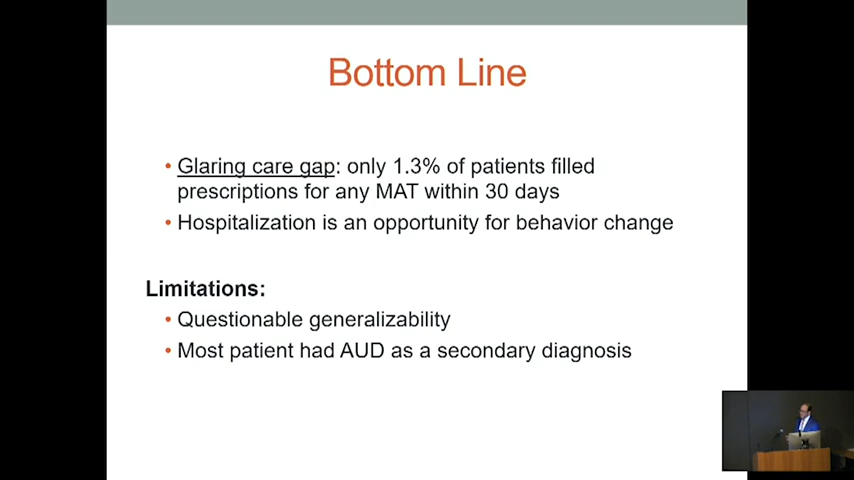 Bottom Line
• Glaring care gap: only 1.3% of patients filled
prescriptions for any MAT within 30 days
• Hospitalization is an opportunity for behavior change
Limitations:
• Questionable generalizability
• Most patient had AUD as a secondary diagnosis